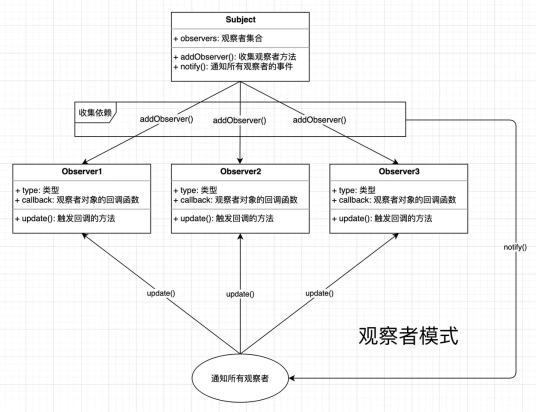 Subject
+ observers: 观察者集合
+ addObserver(): 收集观察者方法
+ notify(): 通知所有观察者的事件
收集依赖
addObserver()
addObserver()
addObserver()
Observer1
+ type: 类型
+ callback: 观察者对象的回调函数
+ update(): 触发回调的方法
Observer2
+ type: 类型
+ callback: 观察者对象的回调函数
+ update(): 触发回调的方法
Observer3
+ type: 类型
+ callback: 观察者对象的回调函数
+ update(): 触发回调的方法
notify()
update()
update()
update()
观察者模式
通知所有观察者